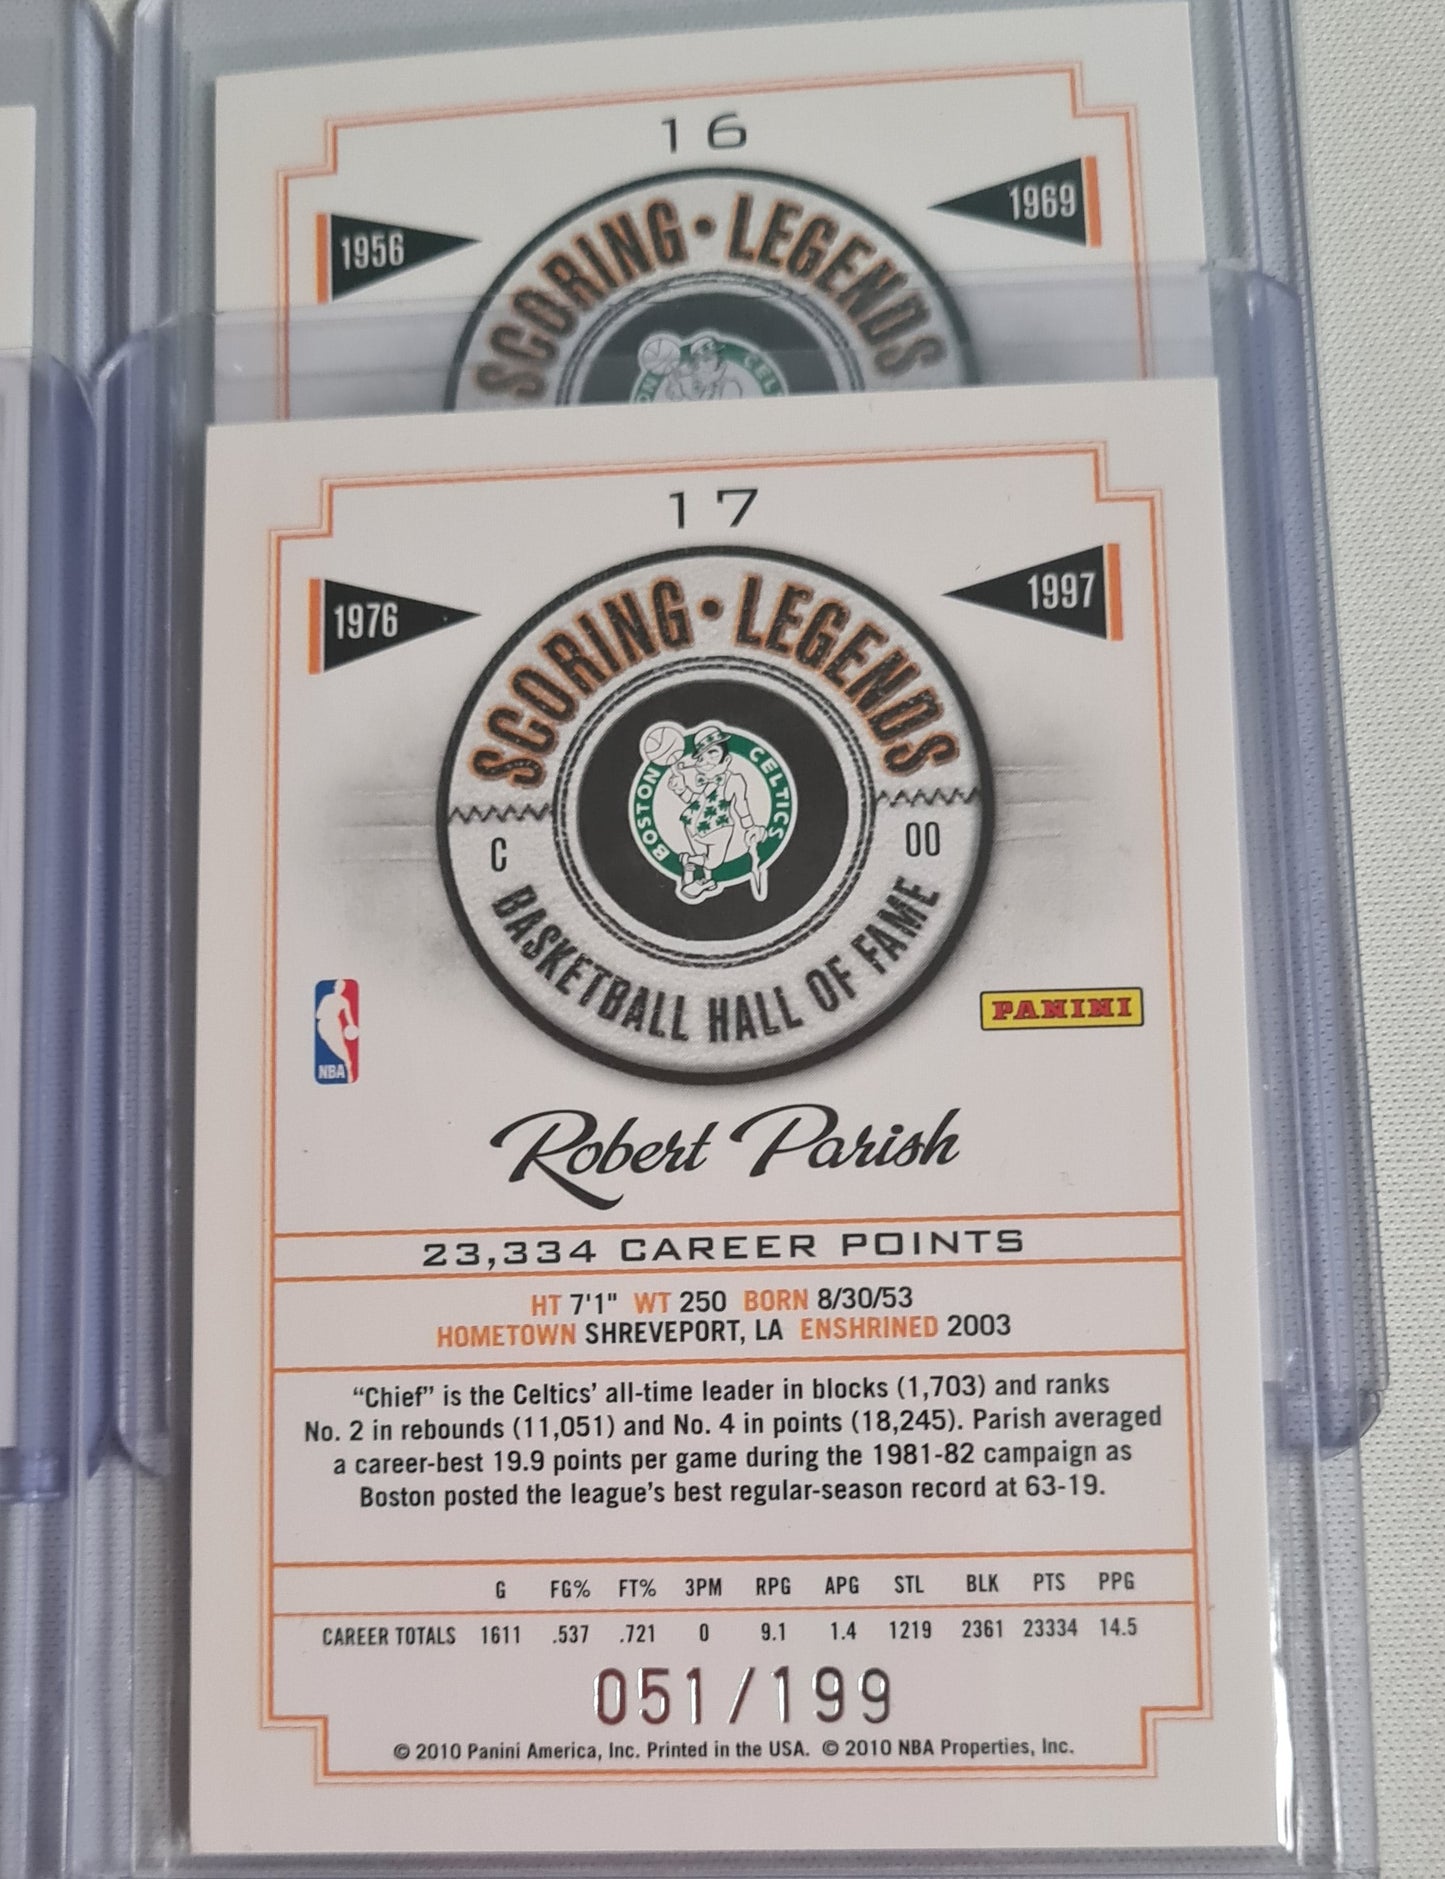 16
1956
1969
SCORING · LEGENDS
CEL
17
1976
1997
SCORING · LEGENDS
BOSTON CELTICS
C
00
BASKETBALL HALL OF FAME
NBA
PANINI
Robert Parish
23,334 CAREER POINTS
HT 7'1" WT 250 BORN 8/30/53
HOMETOWN SHREVEPORT, LA ENSHRINED 2003
“Chief” is the Celtics’ all-time leader in blocks (1,703) and ranks
No. 2 in rebounds (11,051) and No. 4 in points (18,245). Parish averaged
a career-best 19.9 points per game during the 1981-82 campaign as
Boston posted the league’s best regular-season record at 63-19.
G FG% FT% 3PM RPG APG STL BLK PTS PPG
CAREER TOTALS 1611 .537 .721 0 9.1 1.4 1219 2361 23334 14.5
051/199
© 2010 Panini America, Inc. Printed in the USA. © 2010 NBA Properties, Inc.